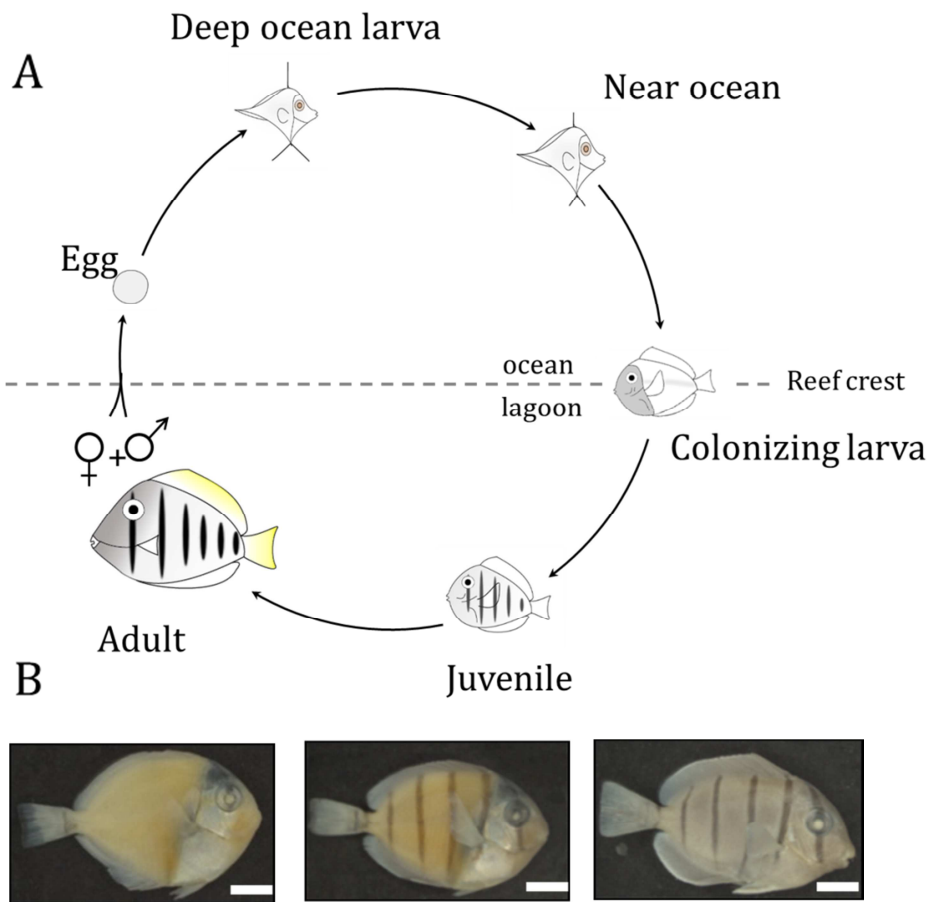 Deep ocean larva
A
Near ocean
Egg
ocean
Reef crest
lagoon
Colonizing larva
♀+♂
Adult
Juvenile
B